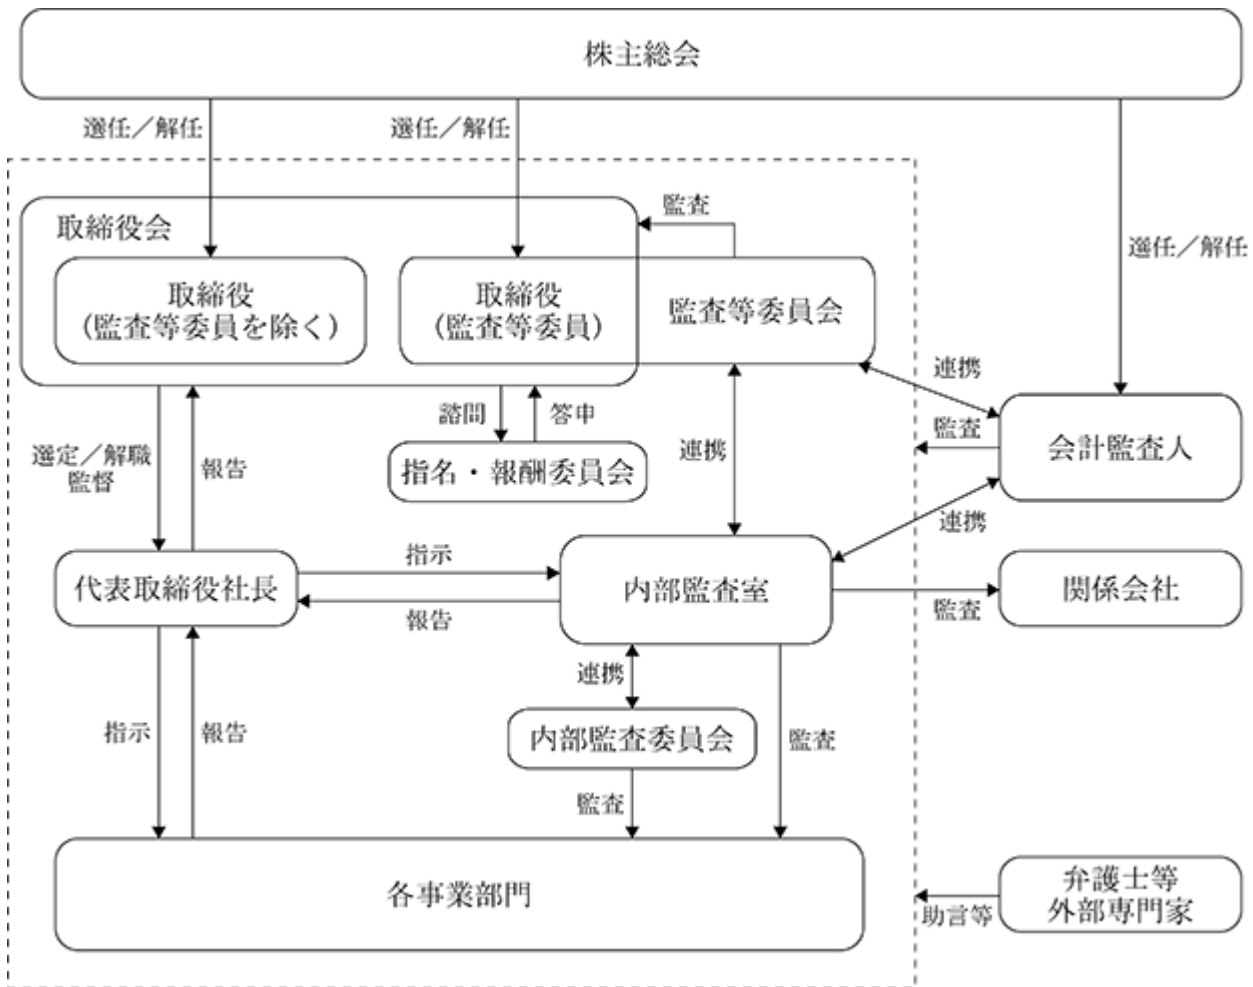 株主総会
選任／解任
選任／解任
選任／解任
監査
取締役会
取締役
（監査等委員を除く）
取締役
（監査等委員）
監査等委員会
連携
諮問
答申
選定／解職
監督
報告
指名・報酬委員会
連携
監査
会計監査人
連携
指示
代表取締役社長
内部監査室
関係会社
報告
監査
連携
指示
報告
内部監査委員会
監査
監査
各事業部門
弁護士等
外部専門家
助言等